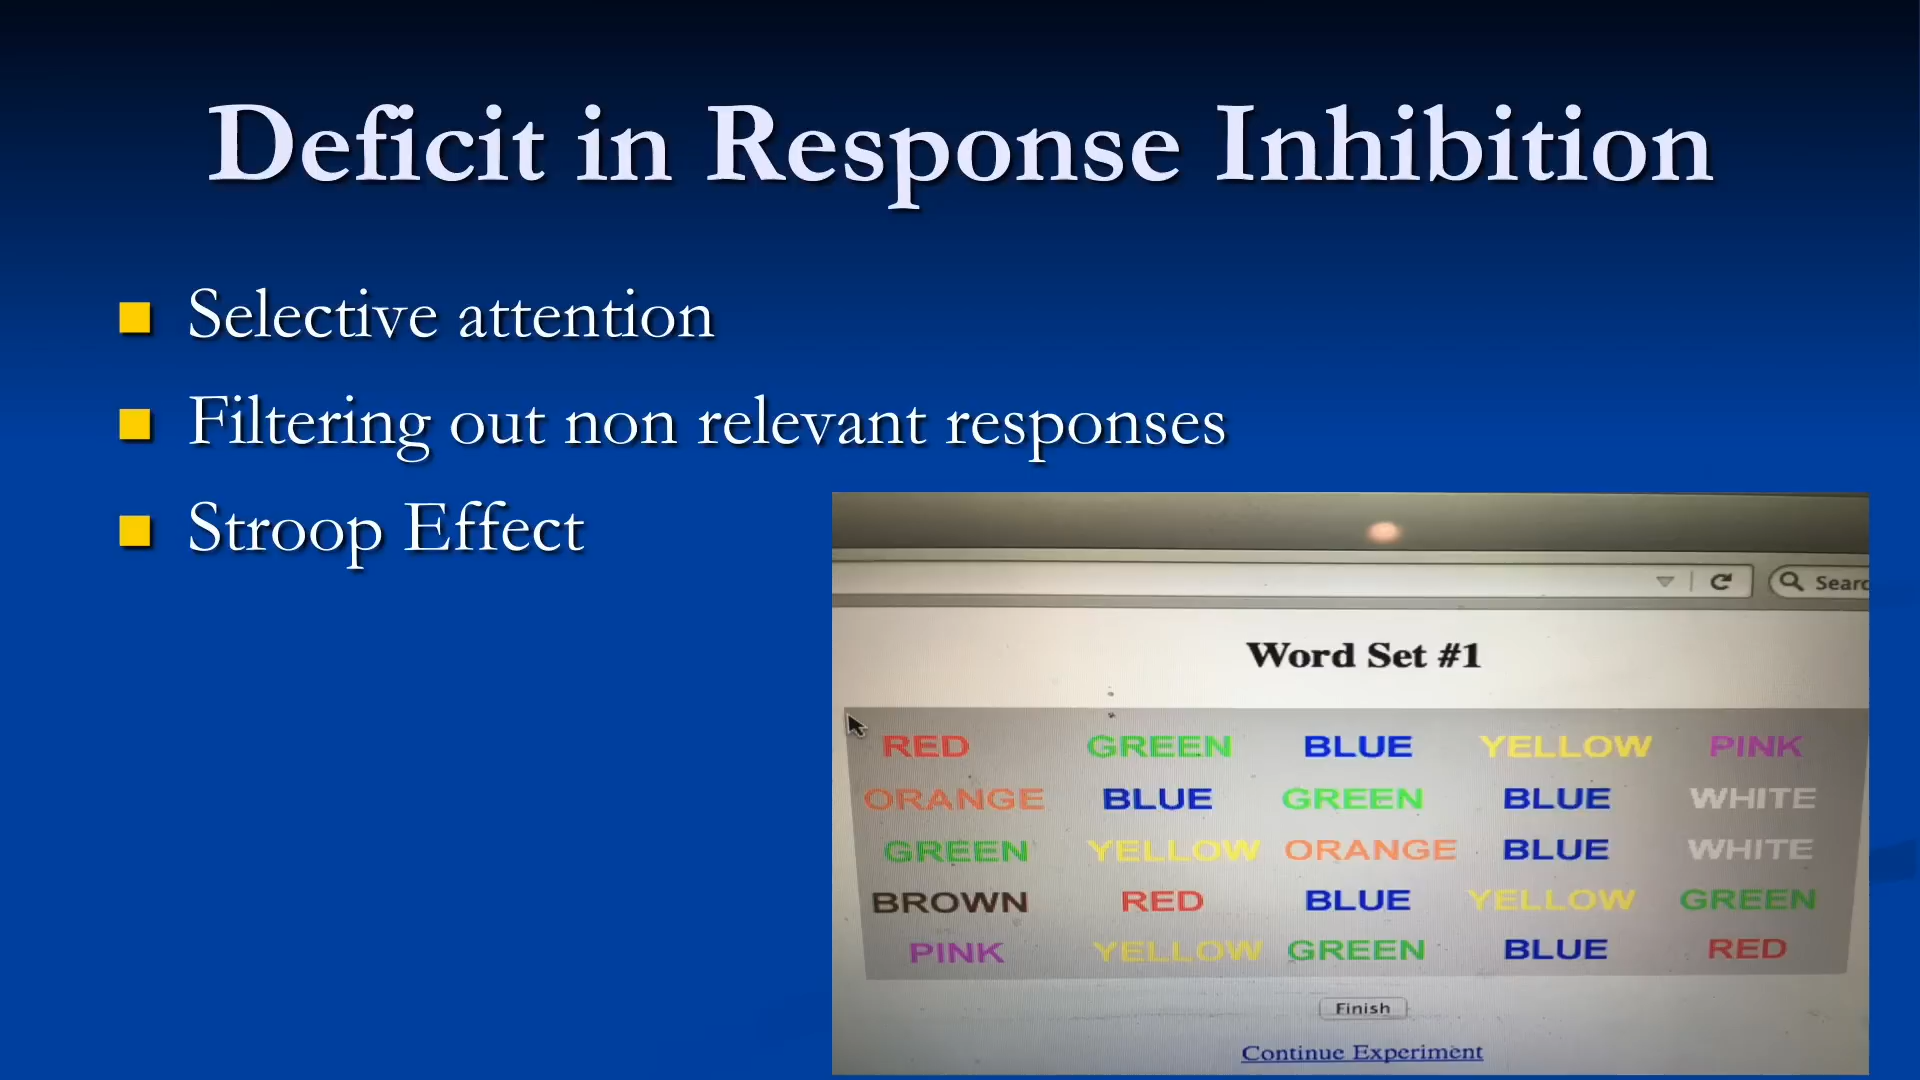 Deficit in Response Inhibition
Selective attention
Filtering out non relevant responses
Stroop Effect
Searc
Word Set #1
RED GREEN BLUE YELLOW PINK
ORANGE BLUE GREEN BLUE WHITE
GREEN YELLOW ORANGE BLUE WHITE
BROWN RED BLUE YELLOW GREEN
PINK YELLOW GREEN BLUE RED
Finish
Continue Experiment